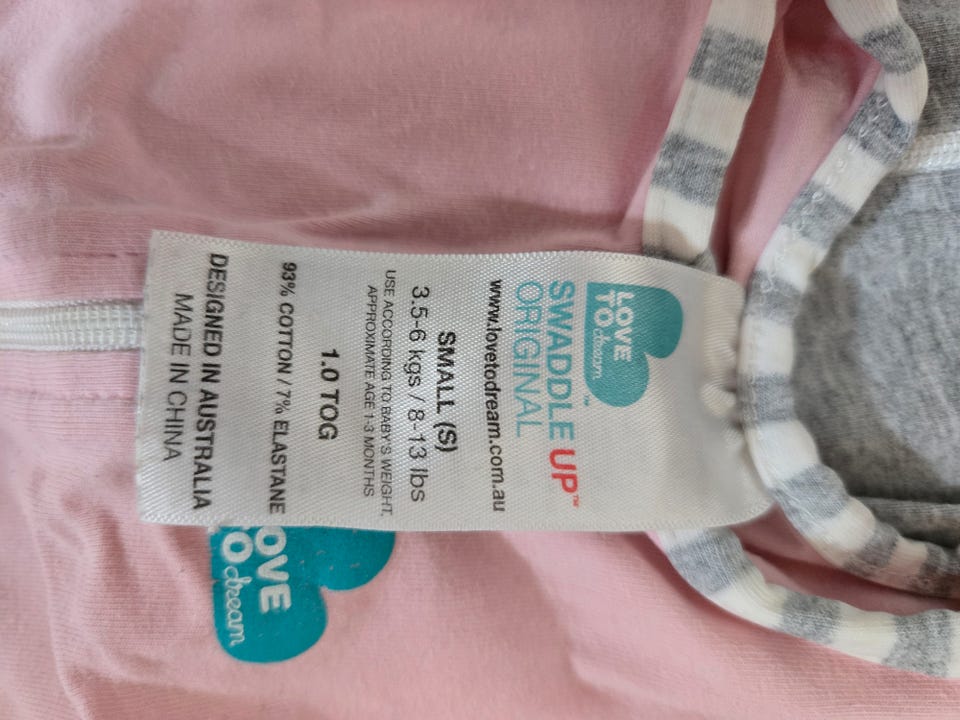 LOVE
TO dream™
SWADDLE UP™
ORIGINAL
www.lovetodream.com.au
SMALL (S)
3.5-6 kgs / 8-13 lbs
USE ACCORDING TO BABY'S WEIGHT,
APPROXIMATE AGE 1-3 MONTHS
1.0 TOG
93% COTTON / 7% ELASTANE
DESIGNED IN AUSTRALIA
MADE IN CHINA
OVE
TO dream